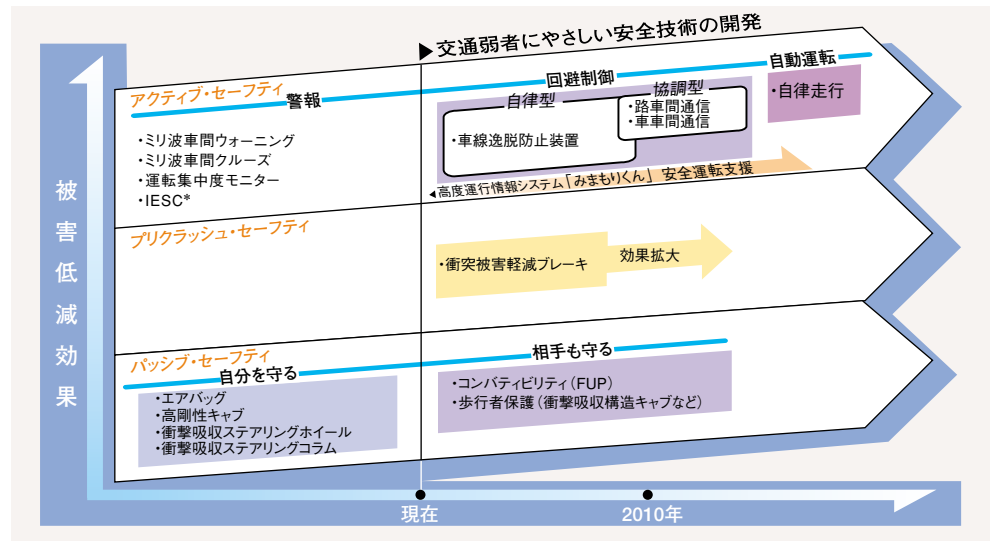 ▶交通弱者にやさしい安全技術の開発
アクティブ・セーフティ
警報
回避制御
自動運転
・ミリ波車間ウォーニング
・ミリ波車間クルーズ
・運転集中度モニター
・IESC*
自律型
・車線逸脱防止装置
協調型
・路車間通信
・車車間通信
・自律走行
◀高度運行情報システム「みまもりくん」 安全運転支援
プリクラッシュ・セーフティ
・衝突被害軽減ブレーキ
効果拡大
パッシブ・セーフティ
自分を守る
相手も守る
・エアバッグ
・高剛性キャブ
・衝撃吸収ステアリングホイール
・衝撃吸収ステアリングコラム
・コンパティビリティ（FUP）
・歩行者保護（衝撃吸収構造キャブなど）
被害低減効果
現在
2010年